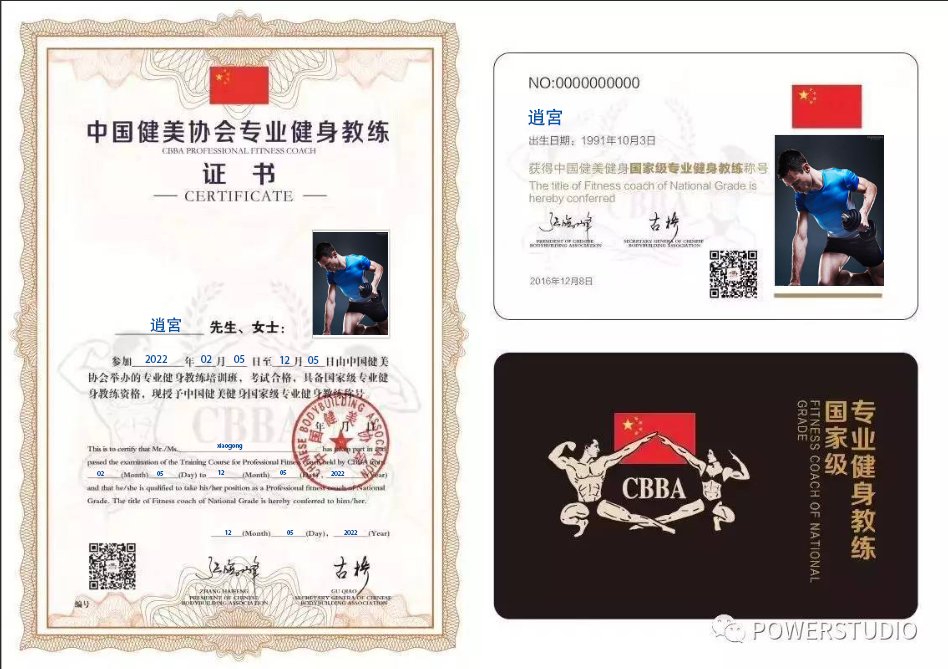 中国健美协会专业健身教练
CBBA PROFESSIONAL FITNESS COACH
证 书
CERTIFICATE
逍宮 先生、女士：
参加 2022 年 02 月 05 日至 12 月 05 日由中国健美
协会举办的专业健身教练培训班，考试合格，具备国家级专业健
身教练资格，现授予中国健美健身国家级专业健身教练称号
年 月 日
CHINESE BODYBUILDING ASSOCIATION
中国健美协会
This is to certify that Mr./Ms. xiaogong has taken part in and
passed the examination of the Training Course for Professional Fitness
02 (Month) 05 (Day) to 12 (Month) 05 (Day), 2022 (Year)
and that he/she is qualified to take his/her position as a Professional fitness coach of National
Grade. The title of Fitness coach of National Grade is hereby conferred to him/her.
12 (Month) 05 (Day), 2022 (Year)
ZHANG HAIFENG
PRESIDENT OF CHINESE
BODYBUILDING ASSOCIATION
GU QIAO
SECRETARY GENERA OF CHINESE
BODYBUILDING ASSOCIATION
编号
CBBA
NO:0000000000
逍宮
出生日期：1991年10月3日
获得中国健美健身国家级专业健身教练称号
The title of Fitness coach of National Grade is
hereby conferred
PRESIDENT OF CHINESE
BODYBUILDING ASSOCIATION
SECRETARY GENERA OF CHINESE
BODYBUILDING ASSOCIATION
2016年12月8日
CBBA
CBBA
专业健身教练
国家级
FITNESS COACH OF NATIONAL
GRADE
POWERSTUDIO